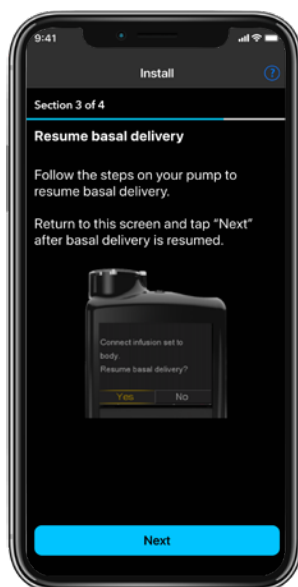 9:41
Install
?
Section 3 of 4
Resume basal delivery
Follow the steps on your pump to
resume basal delivery.
Return to this screen and tap “Next”
after basal delivery is resumed.
Connect infusion set to
body.
Resume basal delivery?
Yes No
Next